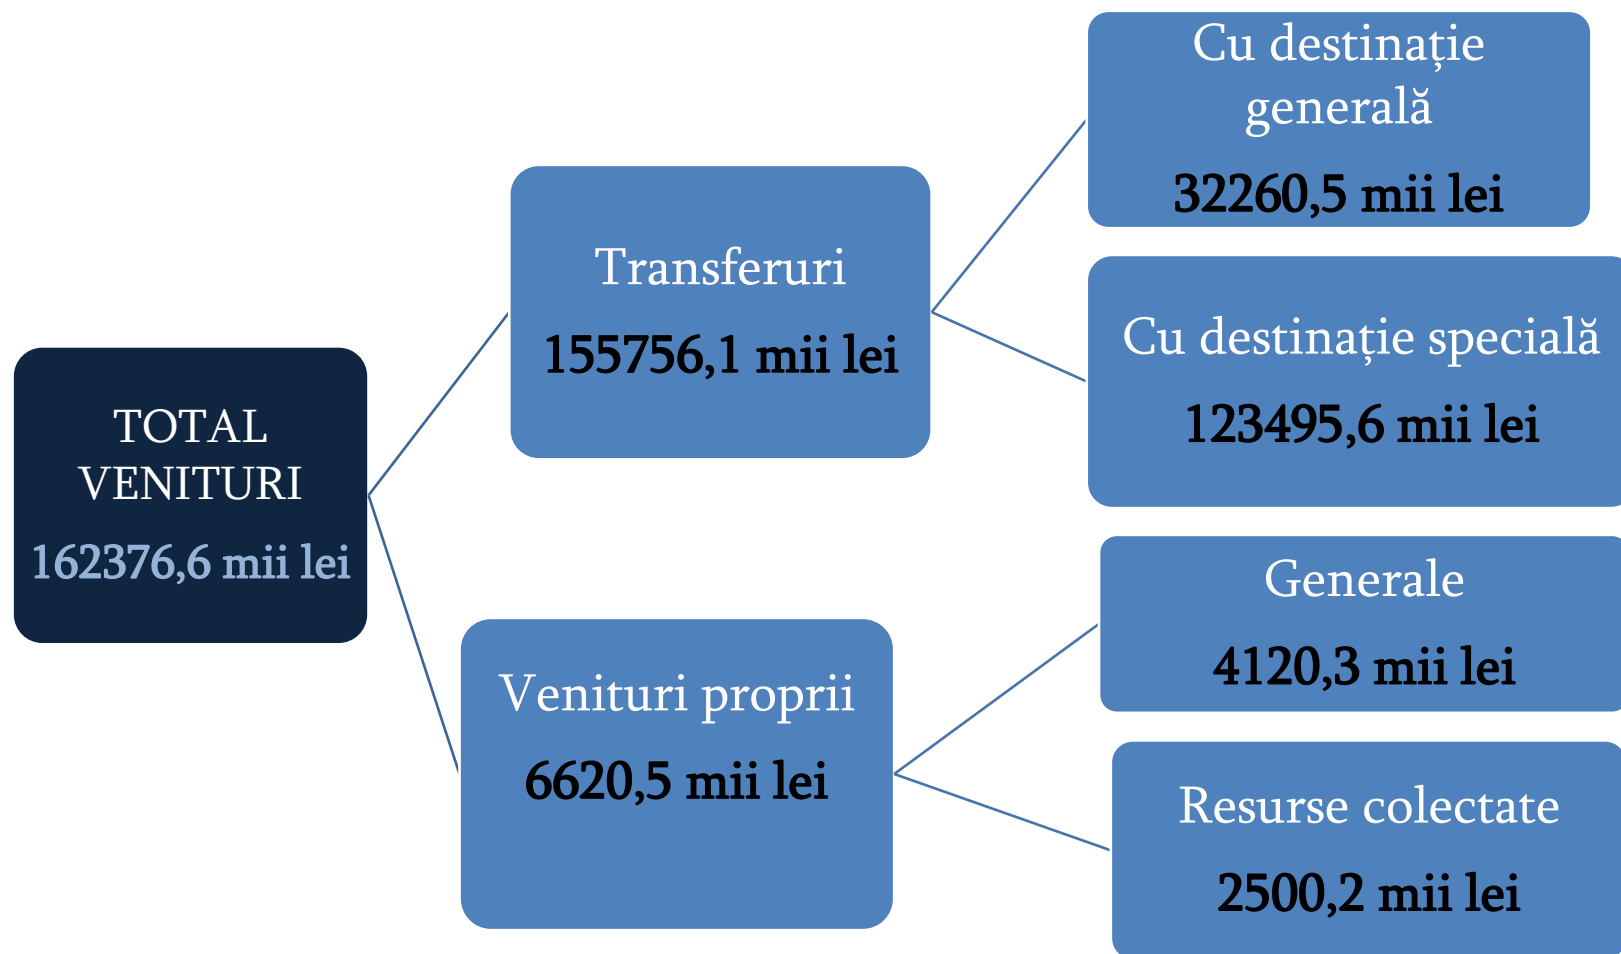 TOTAL
VENITURI
162376,6 mii lei
Transferuri
155756,1 mii lei
Cu destinație
generală
32260,5 mii lei
Cu destinație specială
123495,6 mii lei
Venituri proprii
6620,5 mii lei
Generale
4120,3 mii lei
Resurse colectate
2500,2 mii lei